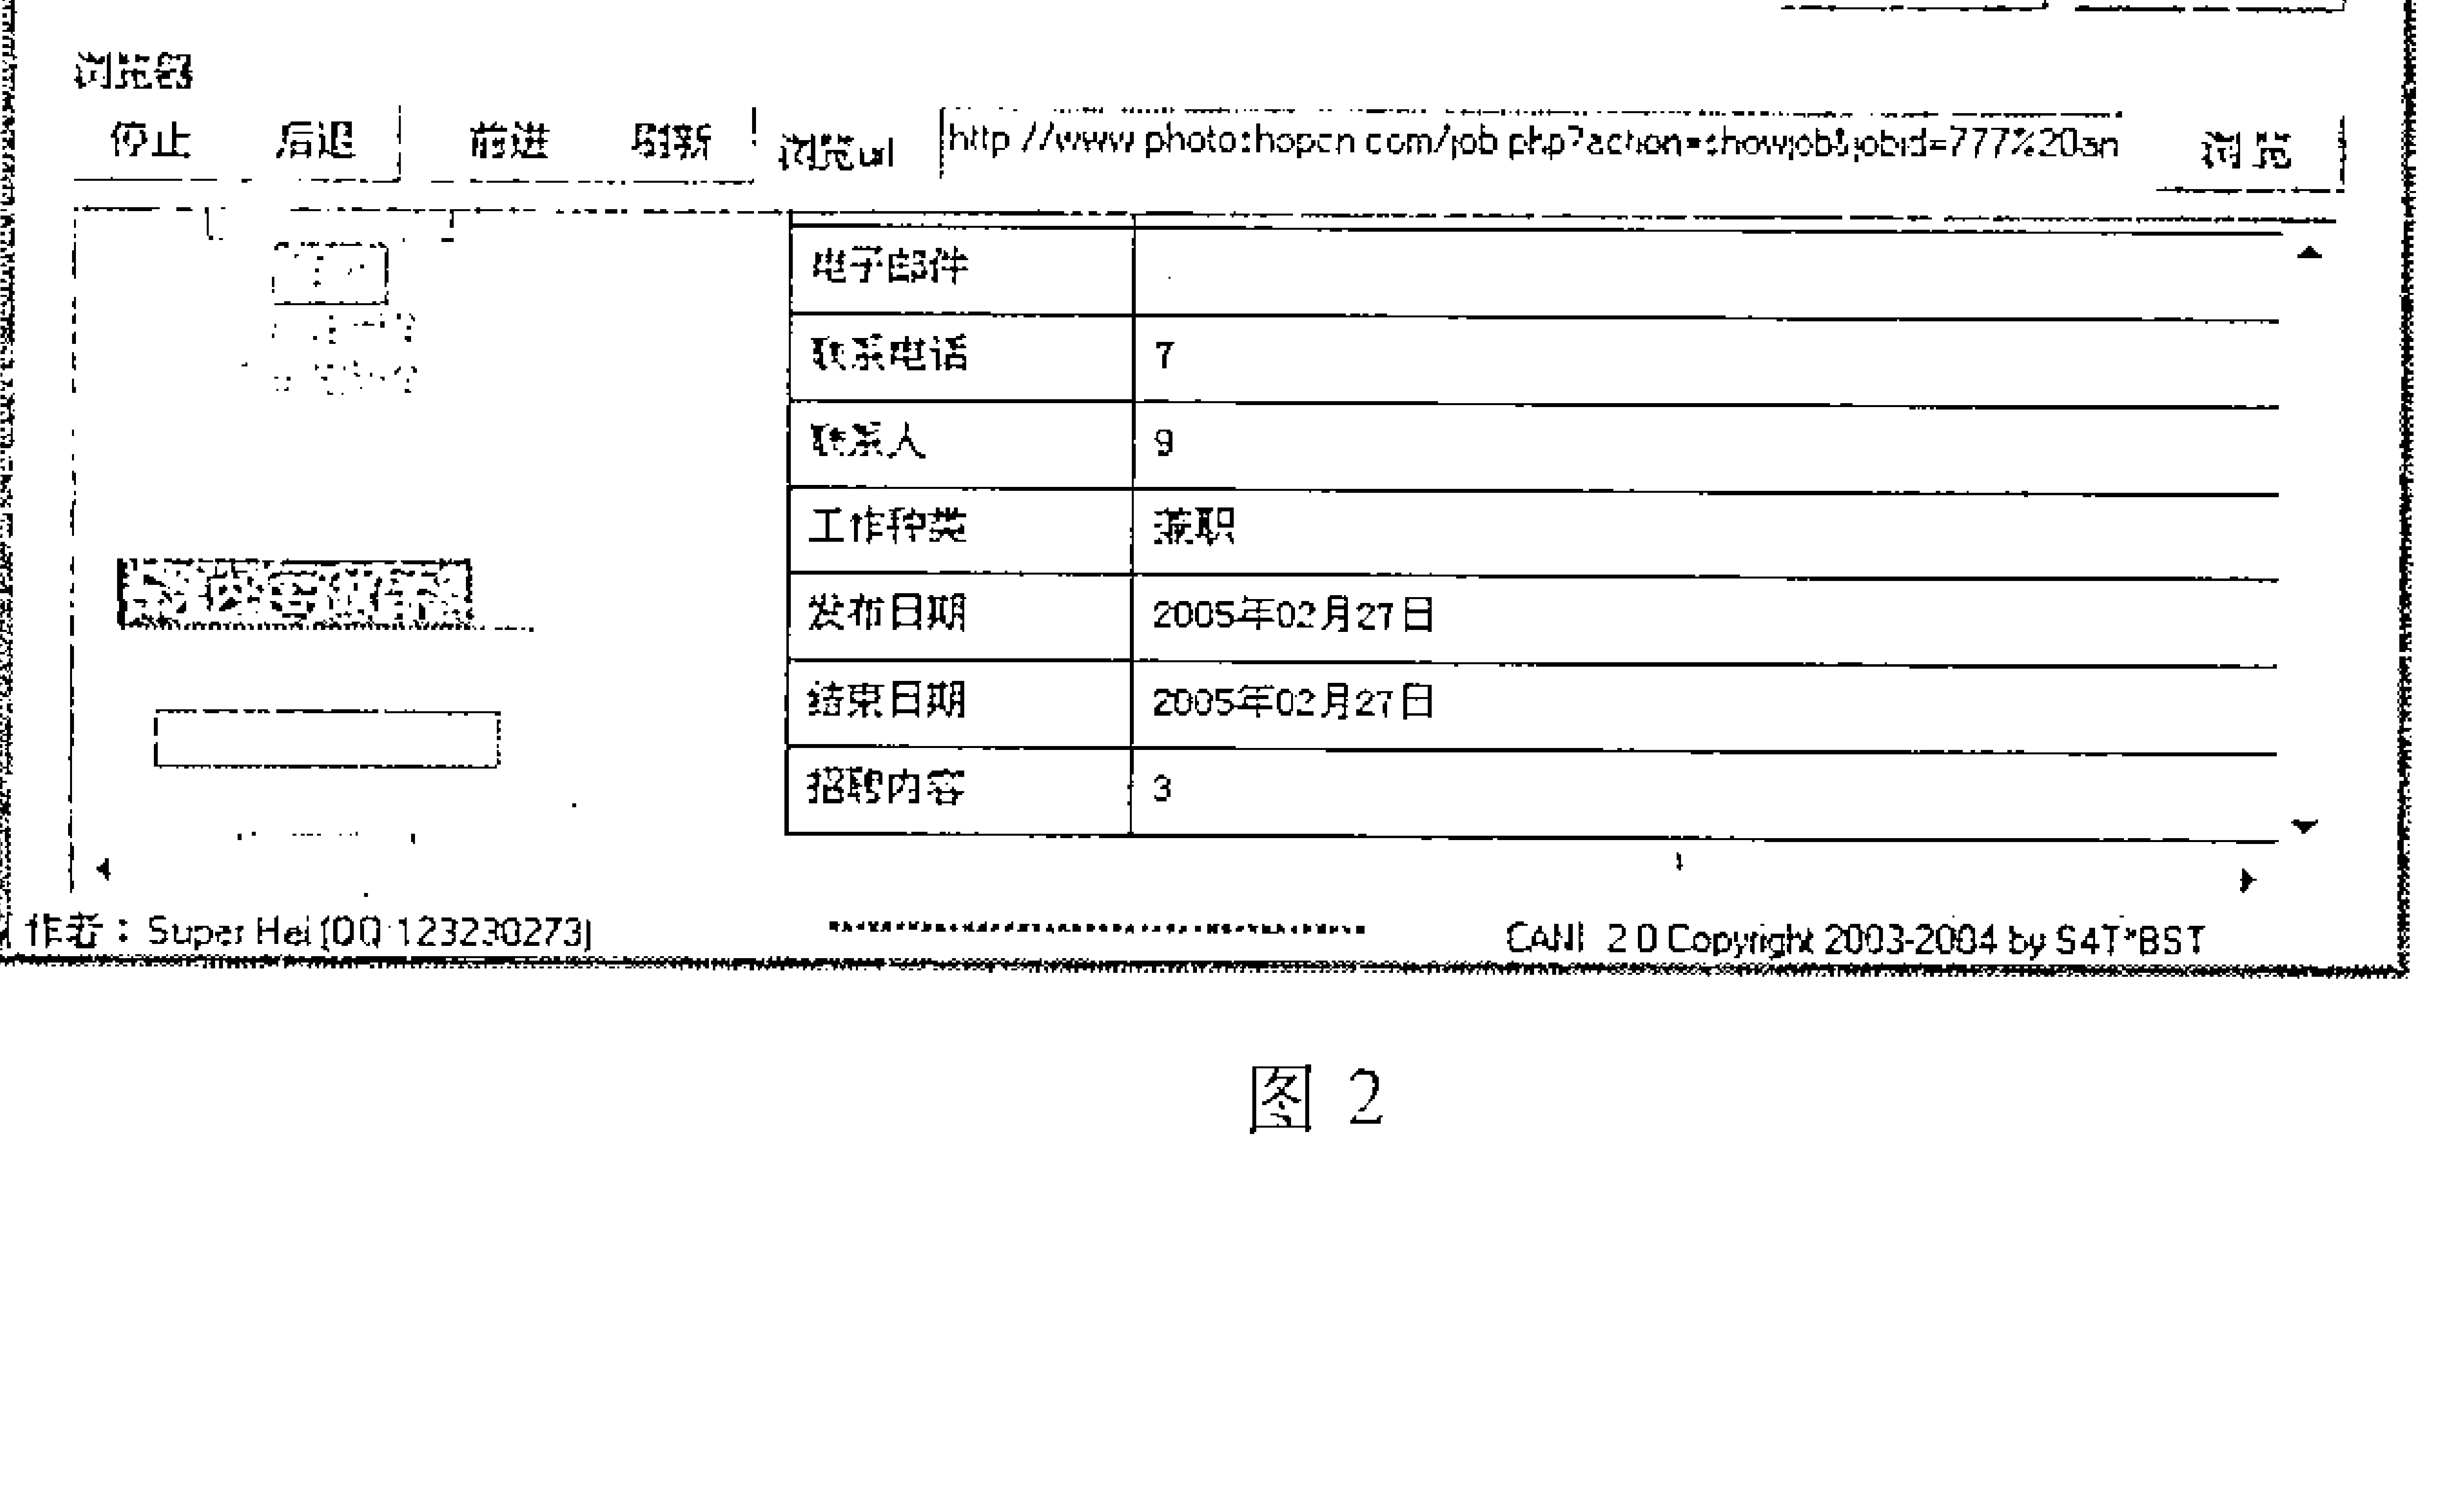 浏览器
停止 后退 前进 刷新 浏览url http //www photoshopcn com/job php?action=showjob&jobid=777%20an 浏览
电子邮件
联系电话 7
联系人 9
工作种类 兼职
发布日期 2005年02月27日
结束日期 2005年02月27日
招聘内容 3
作者：Super Hei (QQ 123230273) CANI 2 0 Copyright 2003-2004 by S4T*BST
图 2